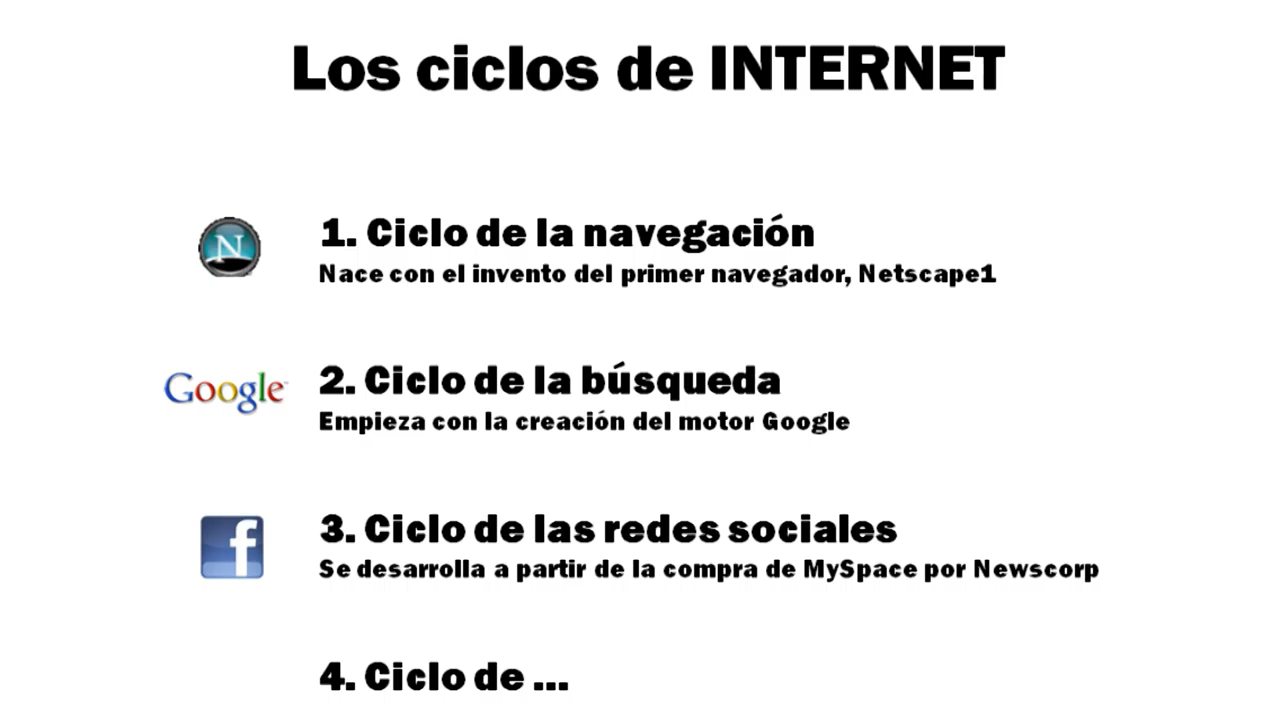 Los ciclos de INTERNET
N
1. Ciclo de la navegación
Nace con el invento del primer navegador, Netscape1
Google
2. Ciclo de la búsqueda
Empieza con la creación del motor Google
f
3. Ciclo de las redes sociales
Se desarrolla a partir de la compra de MySpace por Newscorp
4. Ciclo de ...